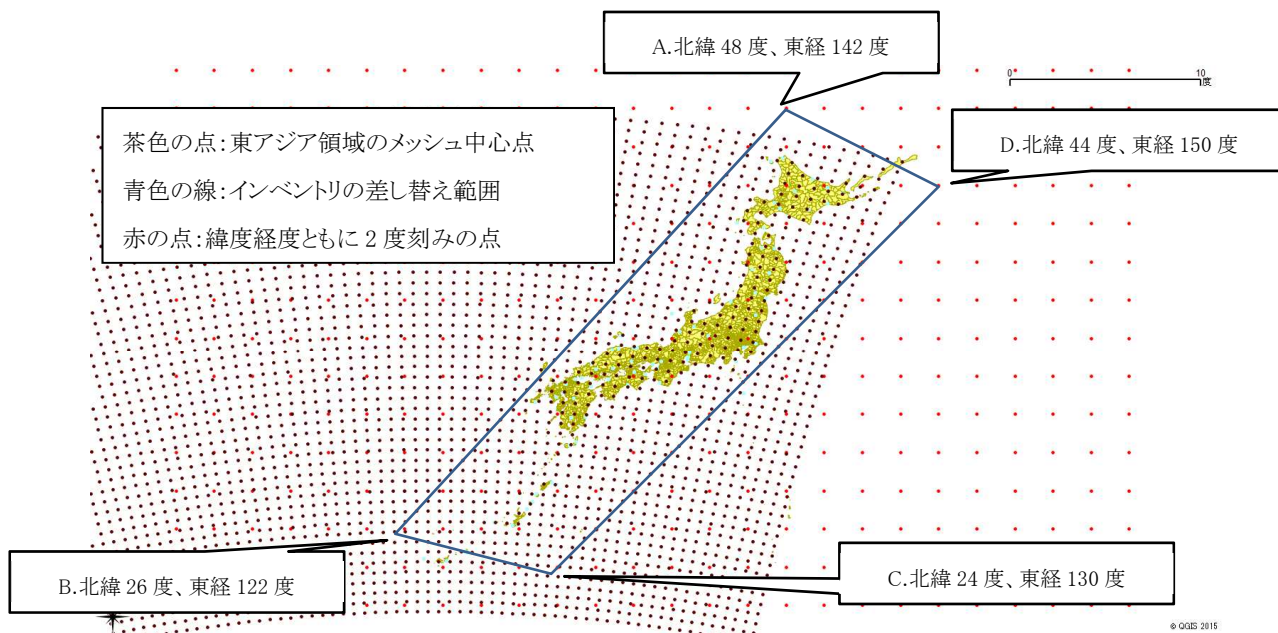 A.北緯 48 度、東経 142 度
0 10
度
茶色の点:東アジア領域のメッシュ中心点
青色の線:インベントリの差し替え範囲
赤の点:緯度経度ともに 2 度刻みの点
D.北緯 44 度、東経 150 度
B.北緯 26 度、東経 122 度
C.北緯 24 度、東経 130 度
© QGIS 2015